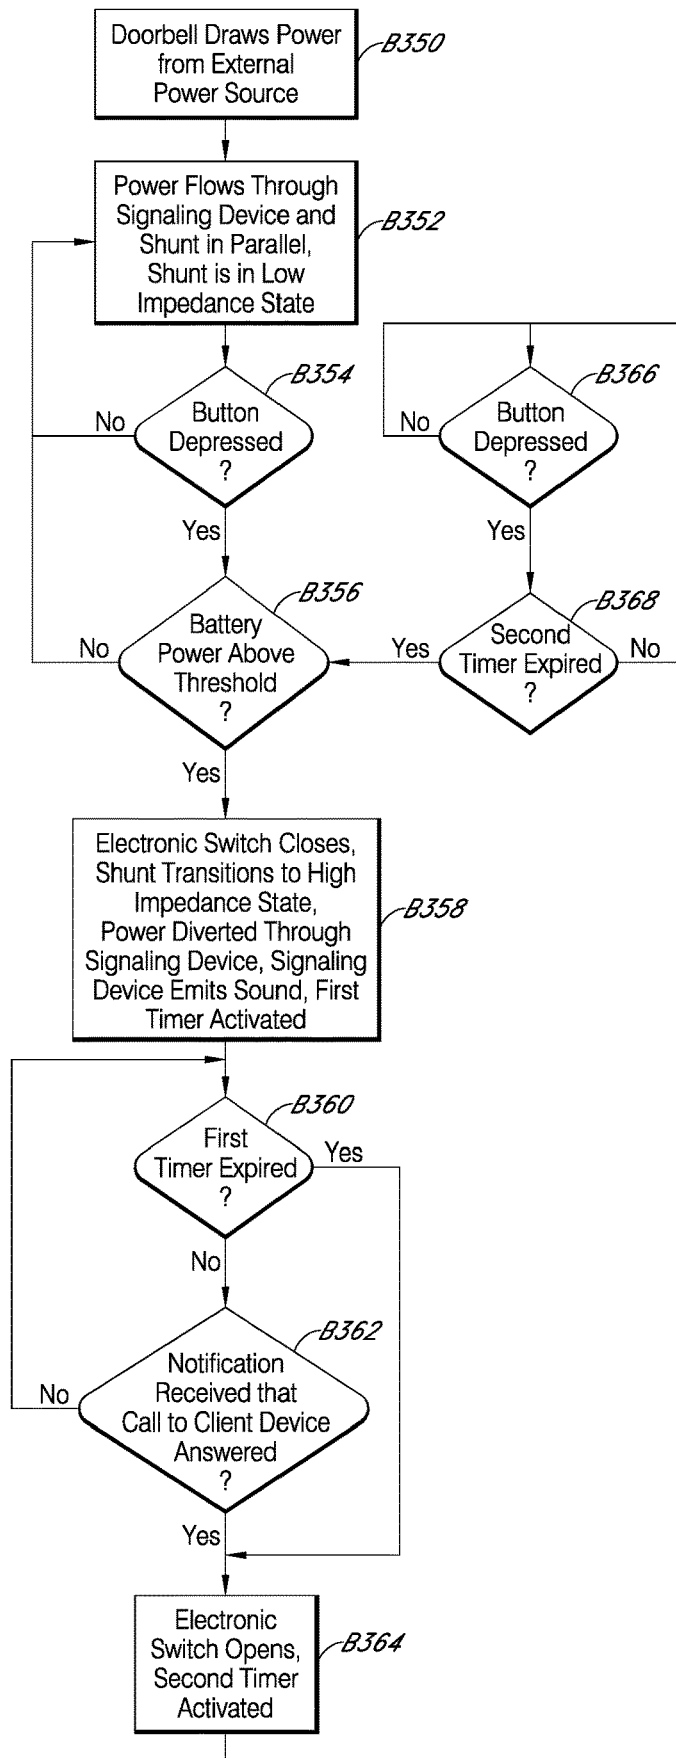 Doorbell Draws Power
from External
Power Source
B350
Power Flows Through
Signaling Device and
Shunt in Parallel,
Shunt is in Low
Impedance State
B352
B354
Button
Depressed
?
No
Yes
B366
Button
Depressed
?
No
Yes
B356
Battery
Power Above
Threshold
?
No
Yes
B368
Second
Timer Expired
?
Yes
No
Electronic Switch Closes,
Shunt Transitions to High
Impedance State,
Power Diverted Through
Signaling Device, Signaling
Device Emits Sound, First
Timer Activated
B358
B360
First
Timer Expired
?
Yes
No
B362
Notification
Received that
Call to Client Device
Answered
?
No
Yes
Electronic
Switch Opens,
Second Timer
Activated
B364